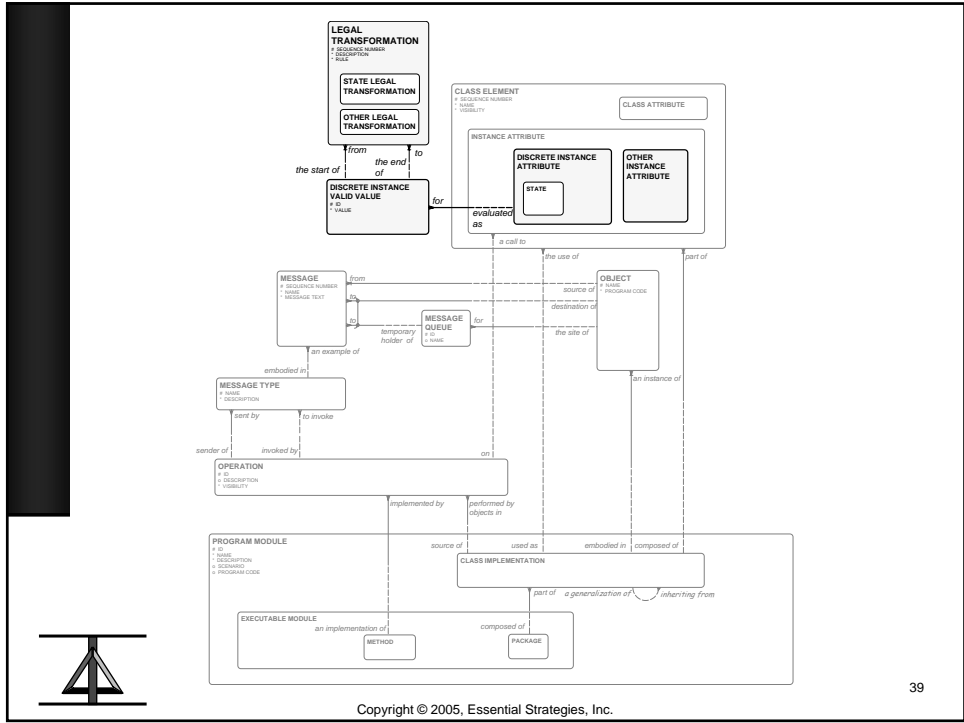 LEGAL
TRANSFORMATION
# SEQUENCE NUMBER
* DESCRIPTION
* RULE
STATE LEGAL
TRANSFORMATION
OTHER LEGAL
TRANSFORMATION
from
to
the start of
the end
of
DISCRETE INSTANCE
VALID VALUE
# ID
* VALUE
for
evaluated
as
CLASS ELEMENT
# SEQUENCE NUMBER
* NAME
* VISIBILITY
CLASS ATTRIBUTE
INSTANCE ATTRIBUTE
DISCRETE INSTANCE
ATTRIBUTE
STATE
OTHER
INSTANCE
ATTRIBUTE
a call to
the use of
part of
MESSAGE
# SEQUENCE NUMBER
* NAME
* MESSAGE TEXT
from
to
to
source of
destination of
OBJECT
# NAME
* PROGRAM CODE
MESSAGE
QUEUE
# ID
o NAME
temporary
holder of
for
the site of
an example of
embodied in
an instance of
MESSAGE TYPE
# NAME
* DESCRIPTION
sent by
to invoke
sender of
invoked by
on
OPERATION
# ID
o DESCRIPTION
* VISIBILITY
implemented by
performed by
objects in
PROGRAM MODULE
# ID
* NAME
* DESCRIPTION
o SCENARIO
o PROGRAM CODE
source of
used as
embodied in
composed of
CLASS IMPLEMENTATION
part of
a generalization of
inheriting from
EXECUTABLE MODULE
an implementation of
composed of
METHOD
PACKAGE
39
Copyright © 2005, Essential Strategies, Inc.